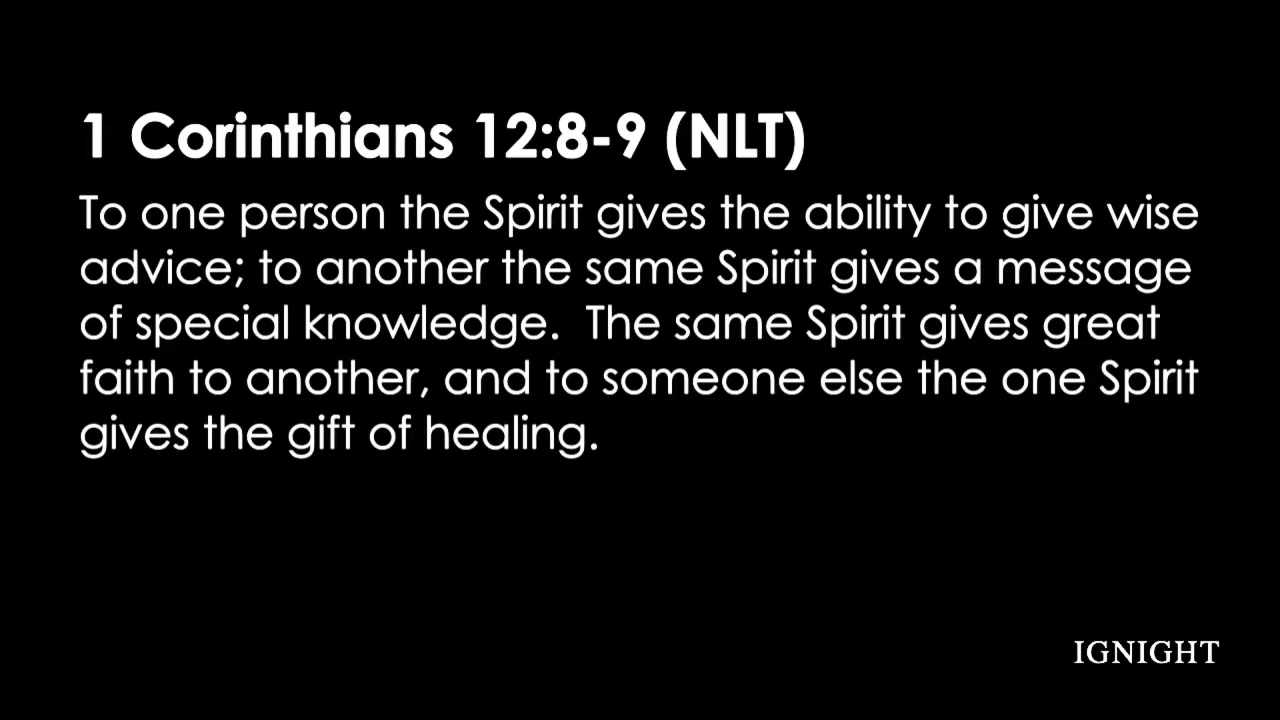 1 Corinthians 12:8-9 (NLT)
To one person the Spirit gives the ability to give wise
advice; to another the same Spirit gives a message
of special knowledge.  The same Spirit gives great
faith to another, and to someone else the one Spirit
gives the gift of healing.
IGNIGHT